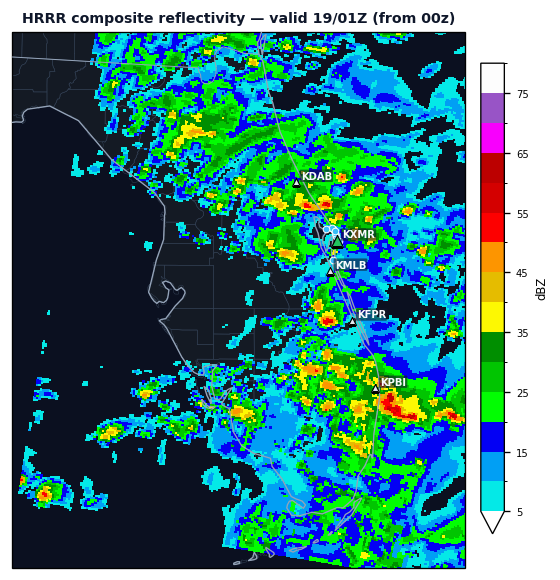 HRRR composite reflectivity — valid 19/01Z (from 00z)
KDAB
KXMR
KMLB
KFPR
KPBI
75
65
55
45
35
25
15
5
dBZ